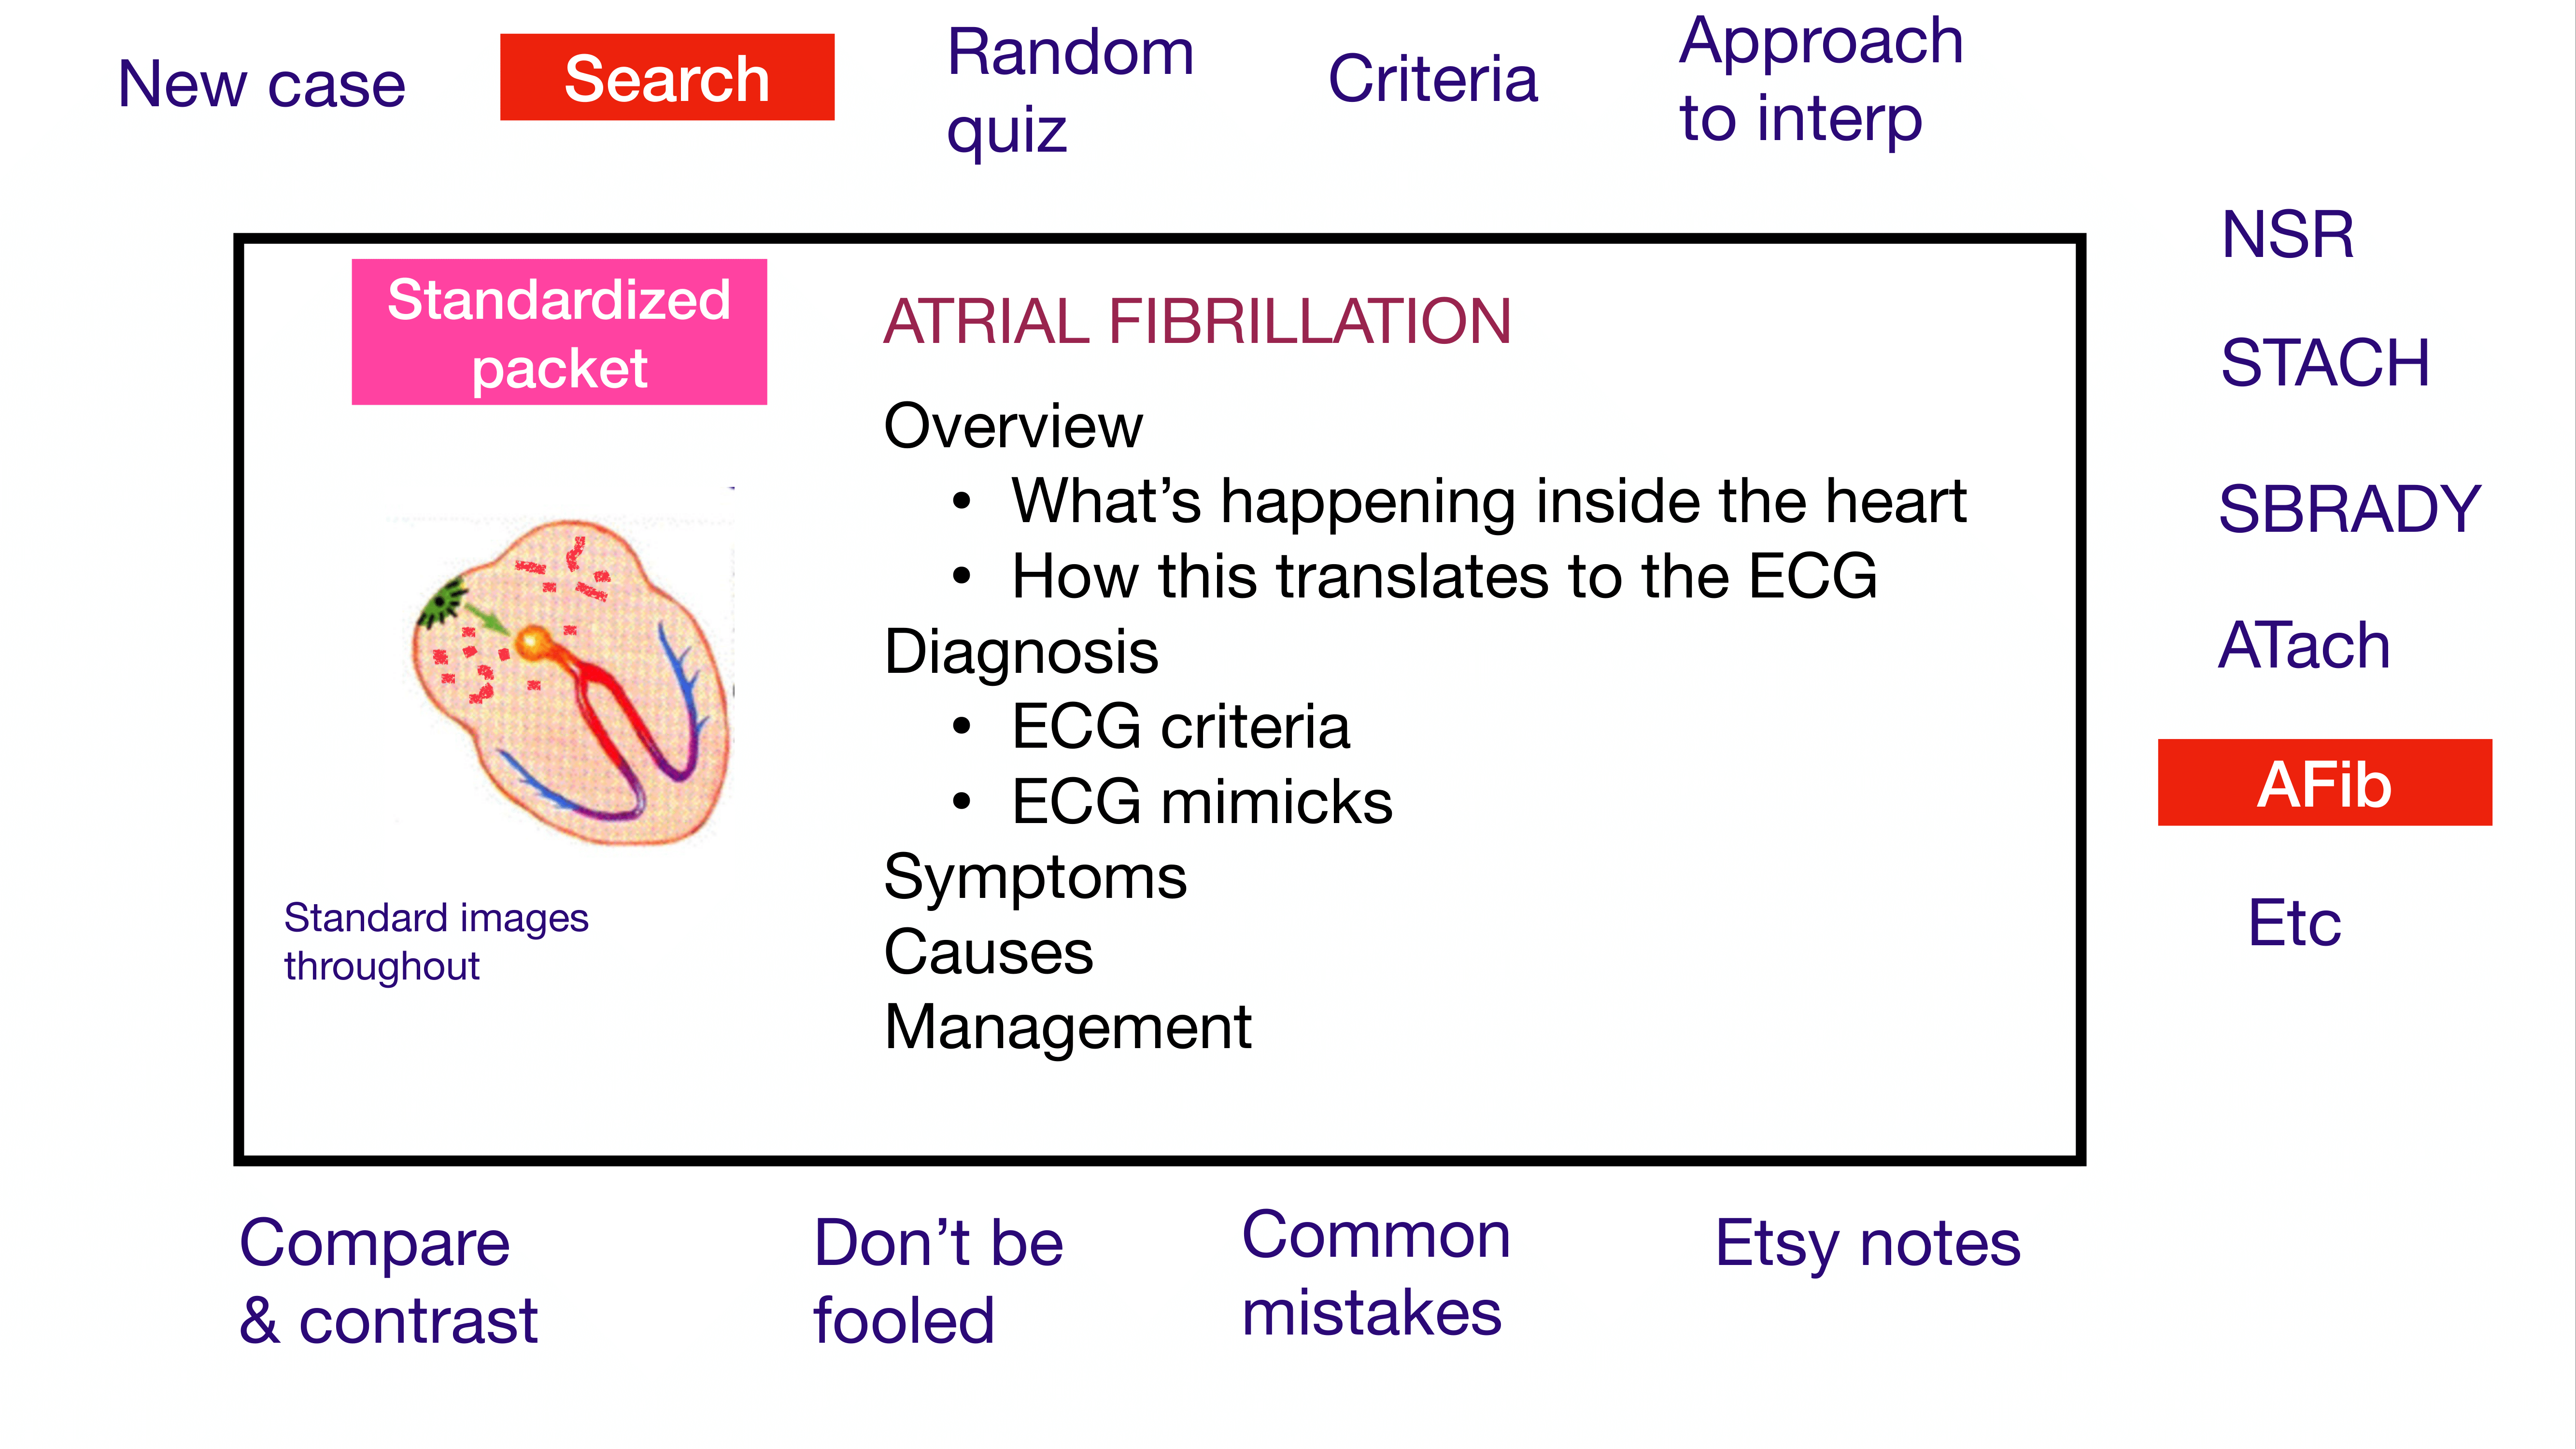 New case
Search
Random
quiz
Criteria
Approach
to interp
Standardized
packet
Standard images
throughout
ATRIAL FIBRILLATION
Overview
• What’s happening inside the heart
• How this translates to the ECG
Diagnosis
• ECG criteria
• ECG mimicks
Symptoms
Causes
Management
NSR
STACH
SBRADY
ATach
AFib
Etc
Compare
& contrast
Don’t be
fooled
Common
mistakes
Etsy notes